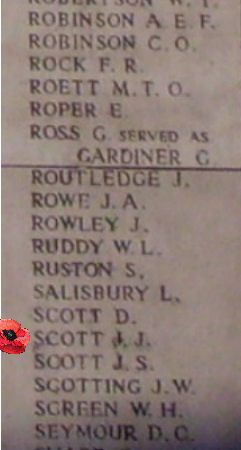 ROBERTSON W. T.
ROBINSON A. E. F.
ROBINSON C. O.
ROCK F. R.
ROETT M. T. O.
ROPER E.
ROSS G. SERVED AS
GARDINER G.
ROUTLEDGE J.
ROWE J. A.
ROWLEY J.
RUDDY W. L.
RUSTON S.
SALISBURY L.
SCOTT D.
SCOTT J. J.
SCOTT J. S.
SCOTTING J. W.
SCREEN W. H.
SEYMOUR D. C.